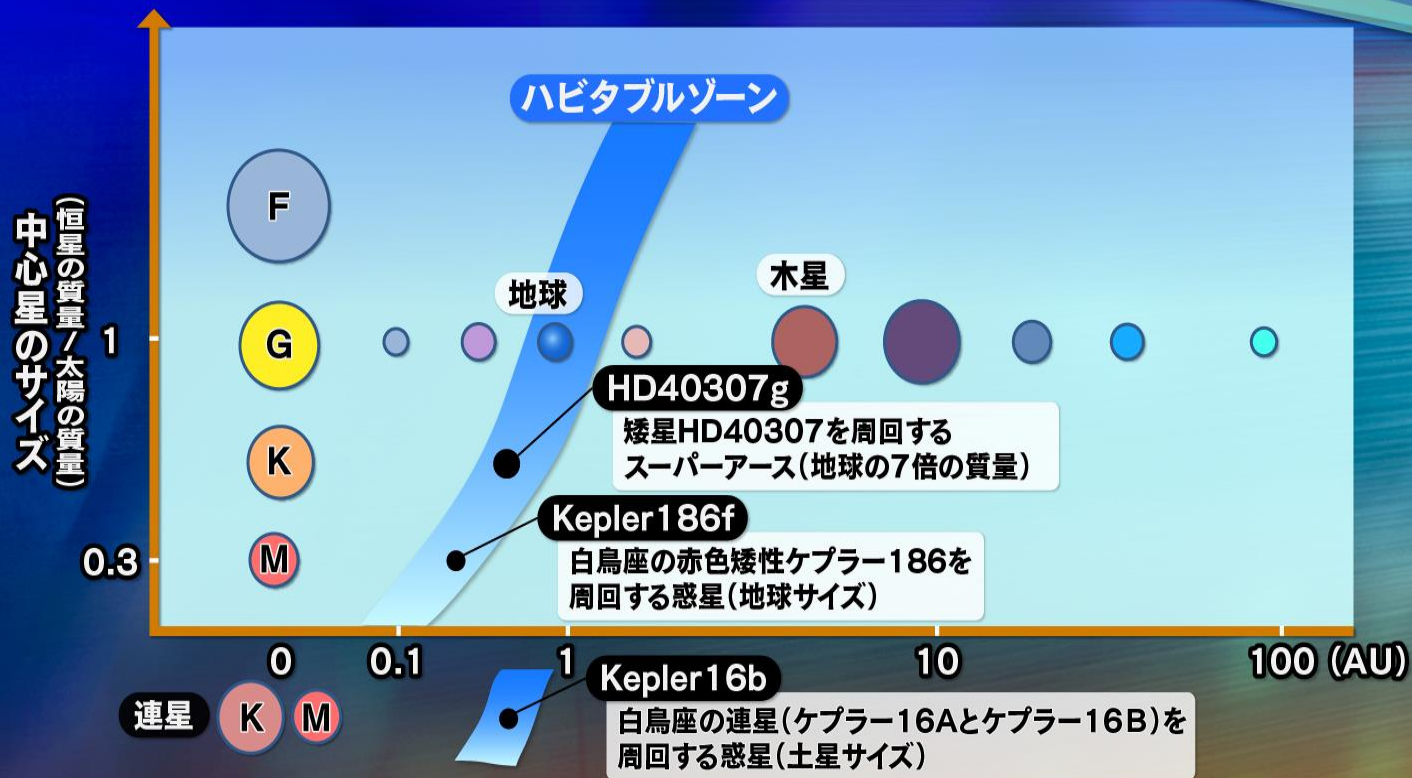 ハビタブルゾーン
中心星のサイズ
(恒星の質量/太陽の質量)
F
地球
木星
1
G
HD40307g
矮星HD40307を周回する
スーパーアース(地球の7倍の質量)
K
Kepler186f
0.3
M
白鳥座の赤色矮性ケプラー186を
周回する惑星(地球サイズ)
0 0.1 1 10 100 (AU)
連星 K M
Kepler16b
白鳥座の連星(ケプラー16Aとケプラー16B)を
周回する惑星(土星サイズ)